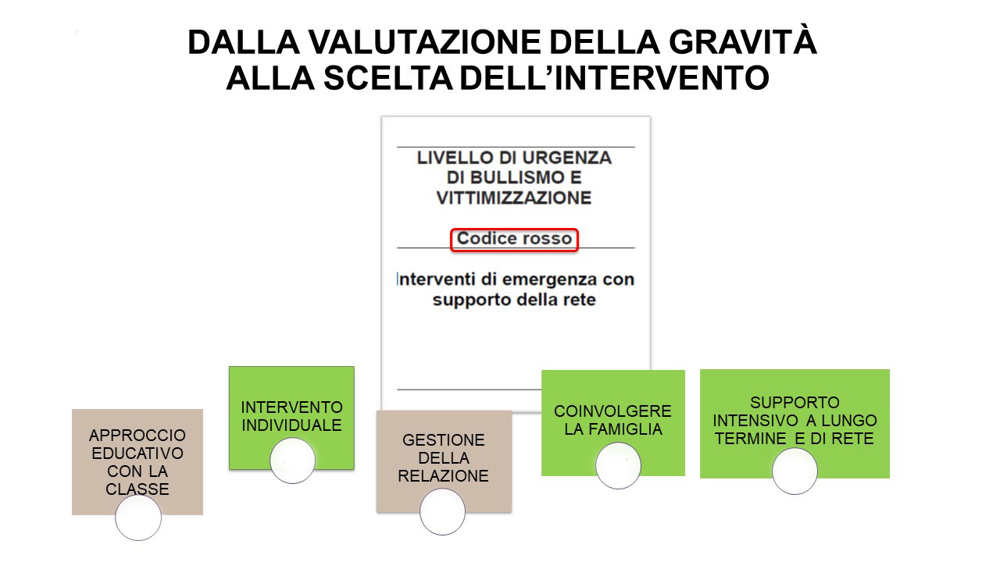 DALLA VALUTAZIONE DELLA GRAVITÀ
ALLA SCELTA DELL’INTERVENTO
LIVELLO DI URGENZA
DI BULLISMO E
VITTIMIZZAZIONE
Codice rosso
Interventi di emergenza con
supporto della rete
APPROCCIO
EDUCATIVO
CON LA
CLASSE
INTERVENTO
INDIVIDUALE
GESTIONE
DELLA
RELAZIONE
COINVOLGERE
LA FAMIGLIA
SUPPORTO
INTENSIVO A LUNGO
TERMINE E DI RETE